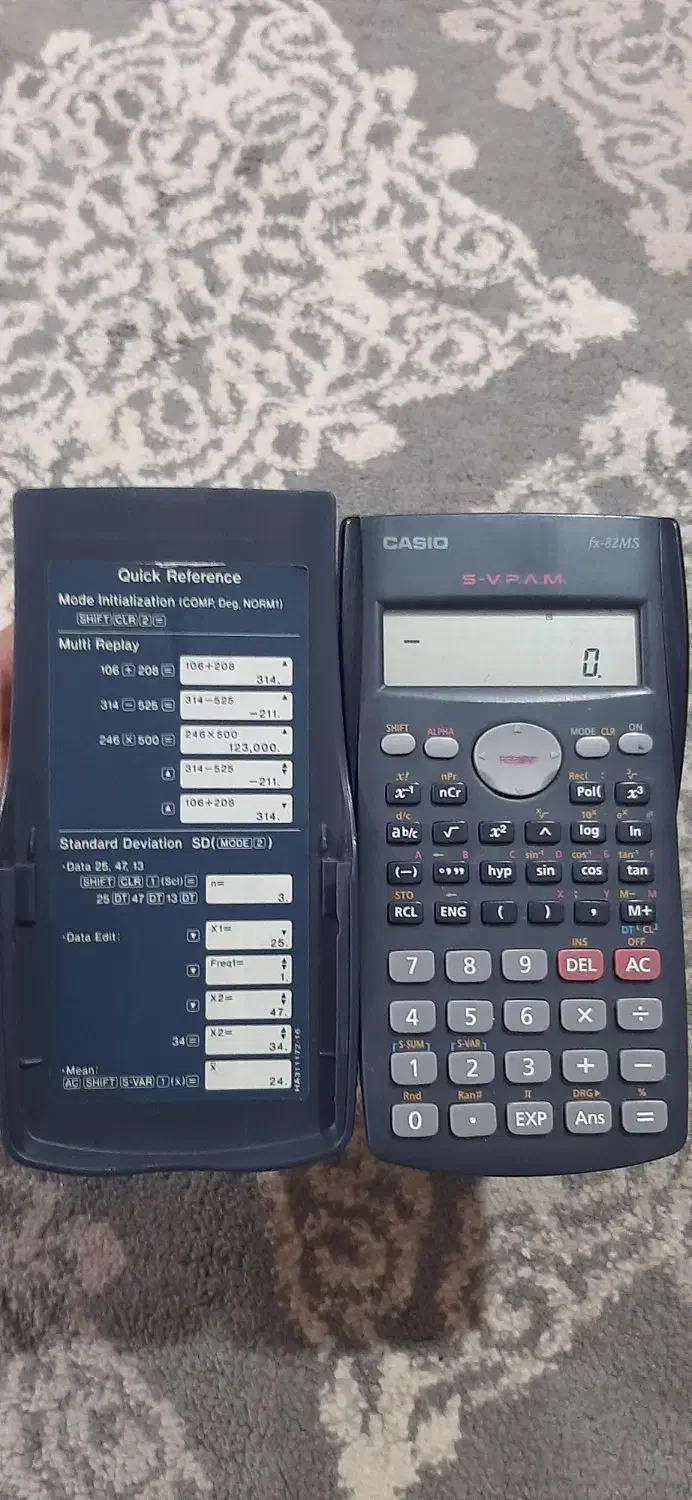 Quick Reference
Mode Initialization (COMP, Deg, NORM1)
SHIFT CLR 2 =
Multi Replay
106 + 208 = 106+208
314.
314 - 525 = 314-525
-211.
246 × 500 = 246×500
123,000.
▲ 314-525
-211.
▲ 106+208
314.
Standard Deviation SD( MODE 2 )
·Data 25, 47, 13
SHIFT CLR 1 (Scl) = n=
25 DT 47 DT 13 DT 3.
·Data Edit: ▼ X1=
25.
▼ Freq1=
1.
▼ X2=
47.
34 = X2=
34.
·Mean: x̄
AC SHIFT S-VAR 1 (x̄) = 24.
HA311172-16
CASIO fx-82MS
S-V.P.A.M.
0.
SHIFT ALPHA MODE CLR ON
REPLAY
x! nPr Rec( : ³√
x⁻¹ nCr Pol( x³
d/c ˣ√ 10ˣ eˣ e
ab/c √ x² ^ log ln
A ← B C sin⁻¹ D cos⁻¹ E tan⁻¹ F
(−) °’’’ hyp sin cos tan
STO ← X ; Y M− M
RCL ENG ( ) , M+
DT CL
INS OFF
7 8 9 DEL AC
4 5 6 × ÷
S-SUM S-VAR
1 2 3 + −
Rnd Ran# π DRG▶ %
0 · EXP Ans =